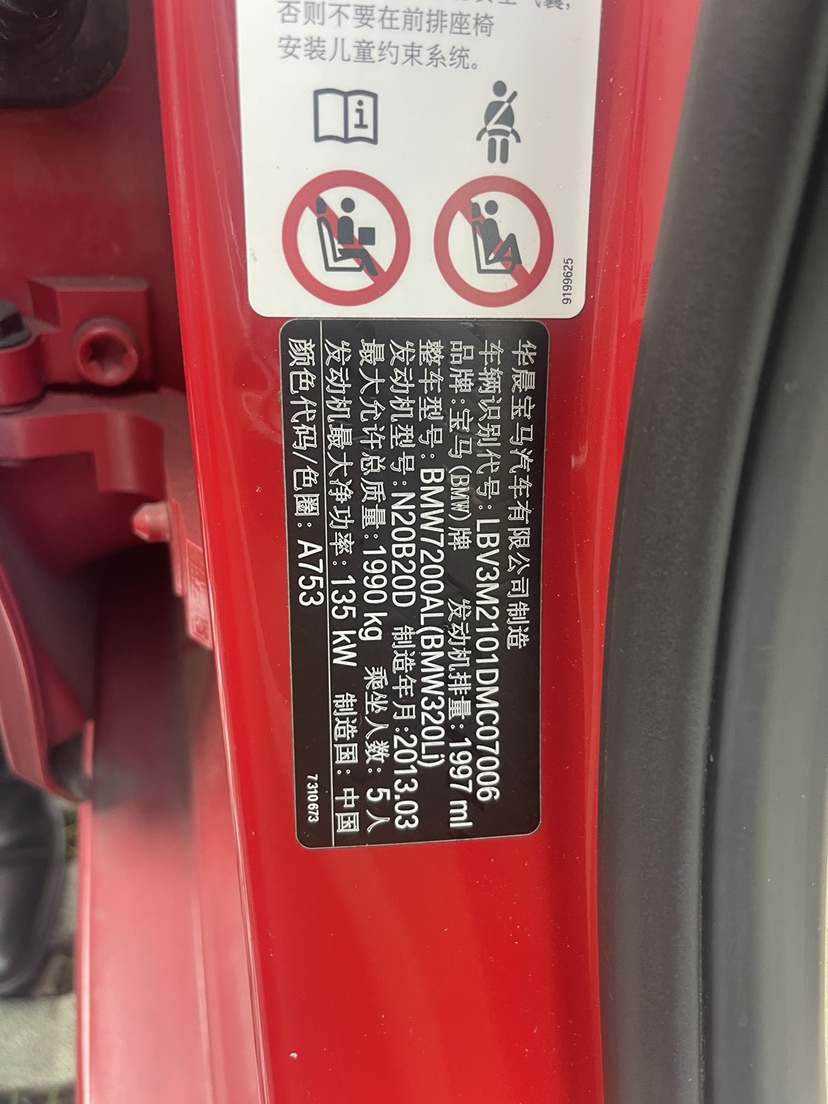 否则不要在前排座椅
安装儿童约束系统。
9199625
华晨宝马汽车有限公司制造
车辆识别代号:LBV3M2101DMC07006
品牌:宝马(BMW)牌 发动机排量:1997 ml
整车型号:BMW7200AL(BMW320Li)
发动机型号:N20B20D 制造年月:2013.03
最大允许总质量:1990 kg 乘坐人数:5人
发动机最大净功率:135 kW 制造国:中国
颜色代码/色圈:A753
7 310 673